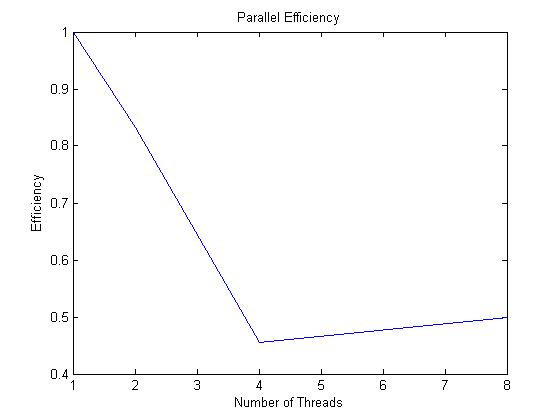 Parallel Efficiency
1
0.9
0.8
0.7
0.6
0.5
0.4
Efficiency
1 2 3 4 5 6 7 8
Number of Threads